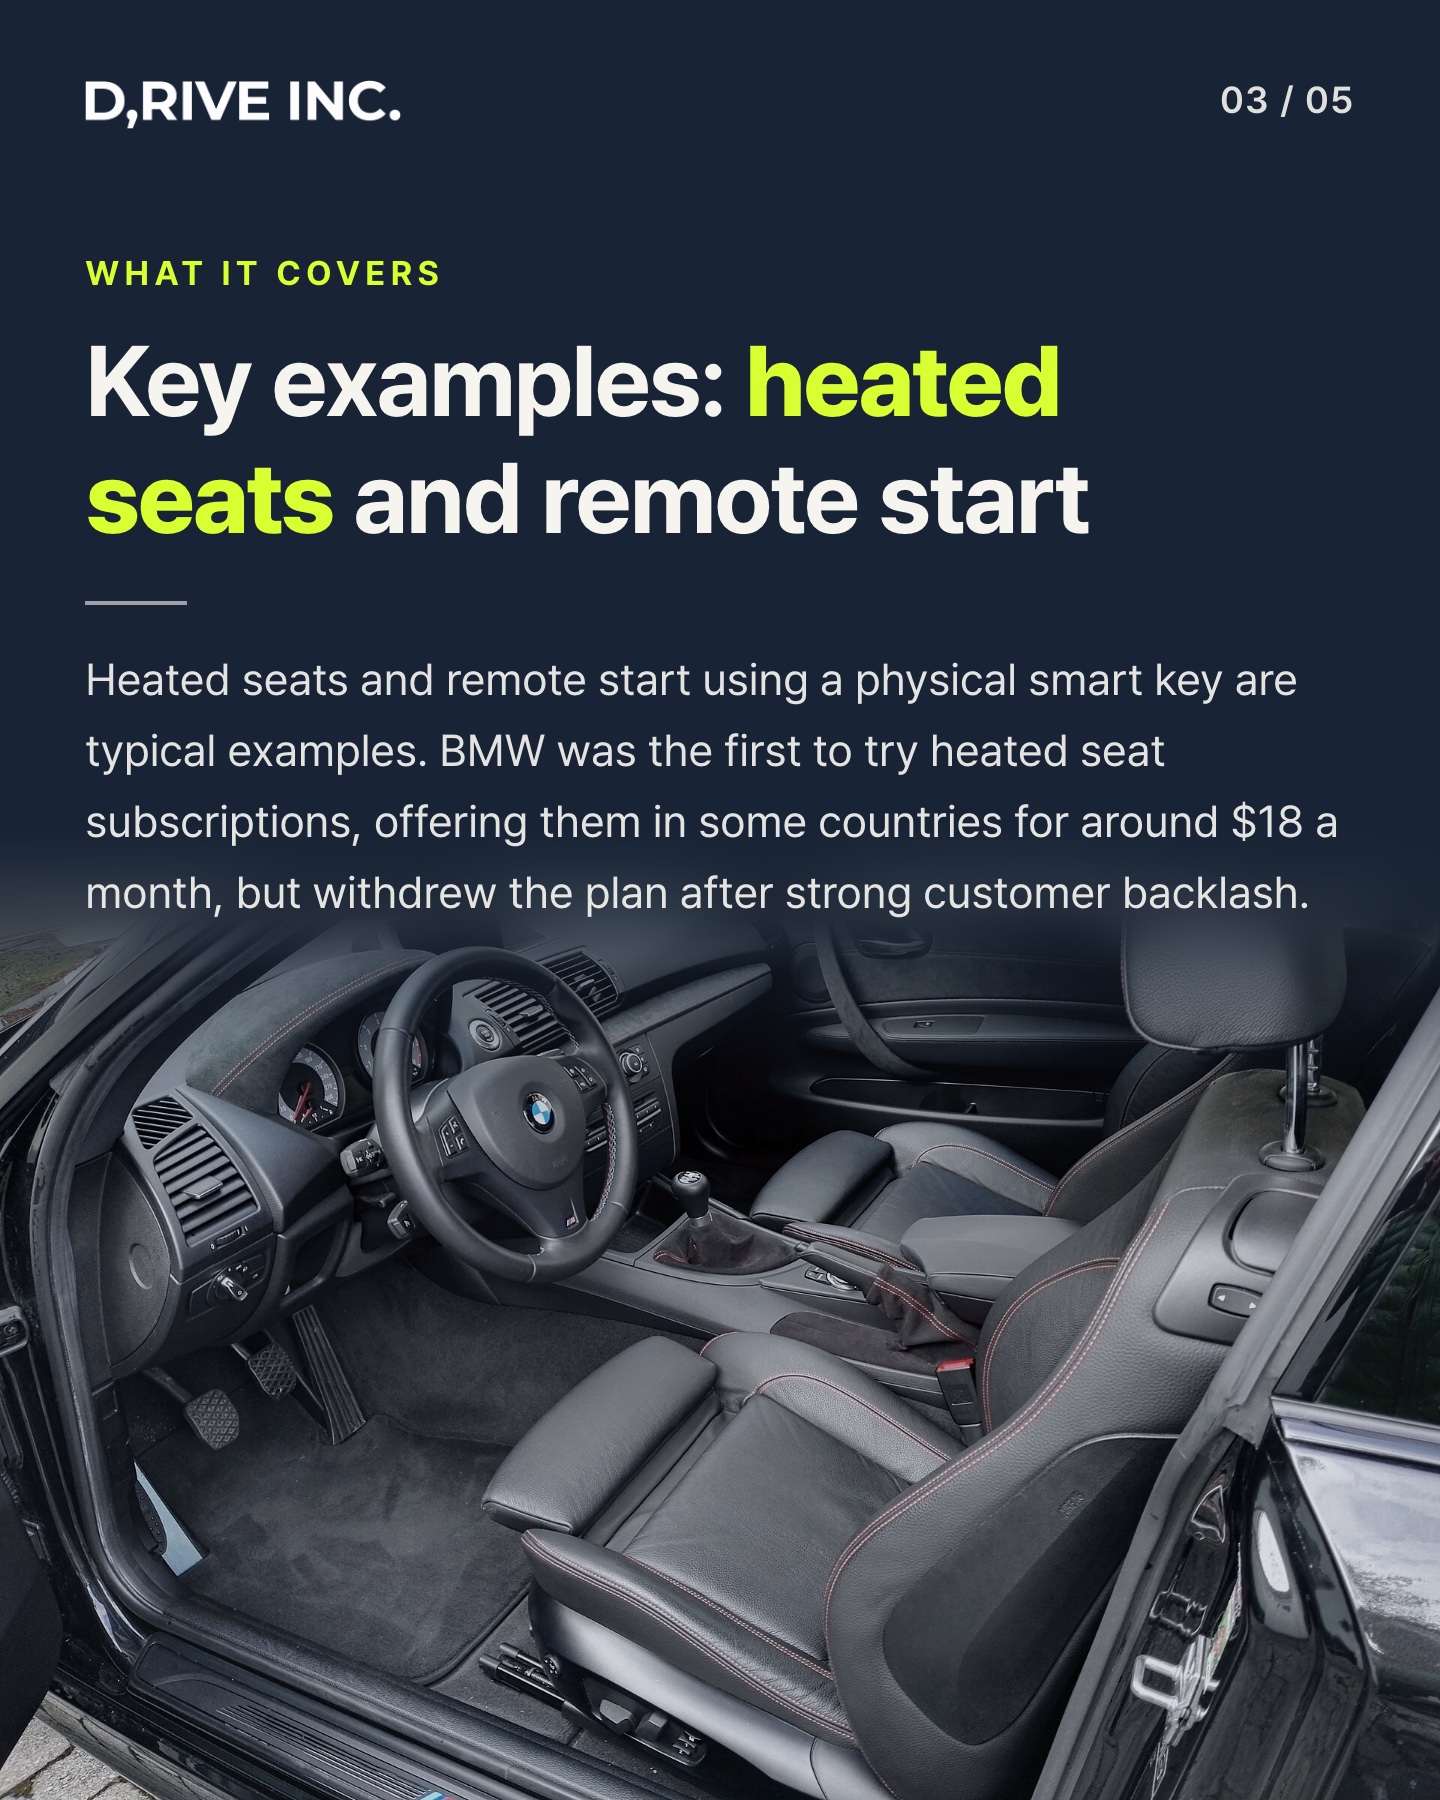 D,RIVE INC.
03 / 05
WHAT IT COVERS
Key examples: heated
seats and remote start
Heated seats and remote start using a physical smart key are
typical examples. BMW was the first to try heated seat
subscriptions, offering them in some countries for around $18 a
month, but withdrew the plan after strong customer backlash.